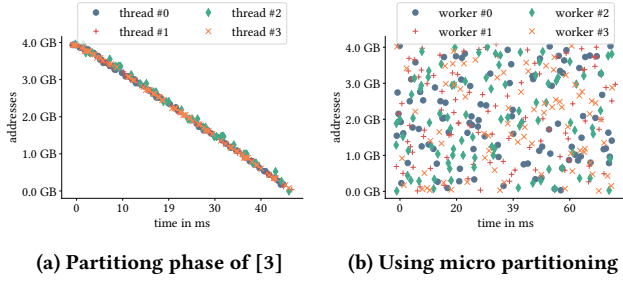 thread #0
thread #2
thread #1
thread #3
4.0 GB
3.0 GB
2.0 GB
1.0 GB
0.0 GB
addresses
0
10
19
30
40
time in ms
(a) Partitiong phase of [3]
worker #0
worker #2
worker #1
worker #3
4.0 GB
3.0 GB
2.0 GB
1.0 GB
0.0 GB
addresses
0
20
39
60
time in ms
(b) Using micro partitioning